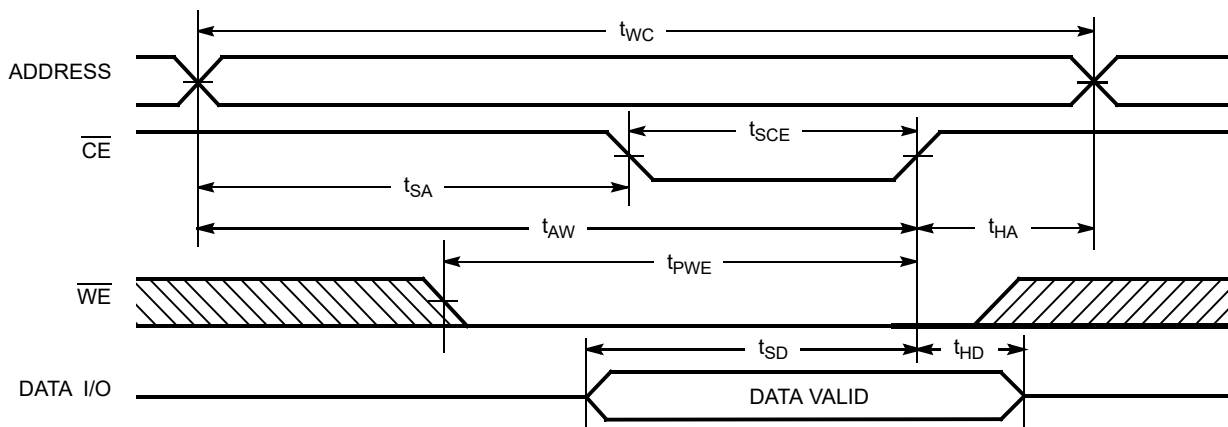 tWC
ADDRESS
CE
tSCE
tSA
tAW
tHA
tPWE
WE
tSD
tHD
DATA I/O
DATA VALID